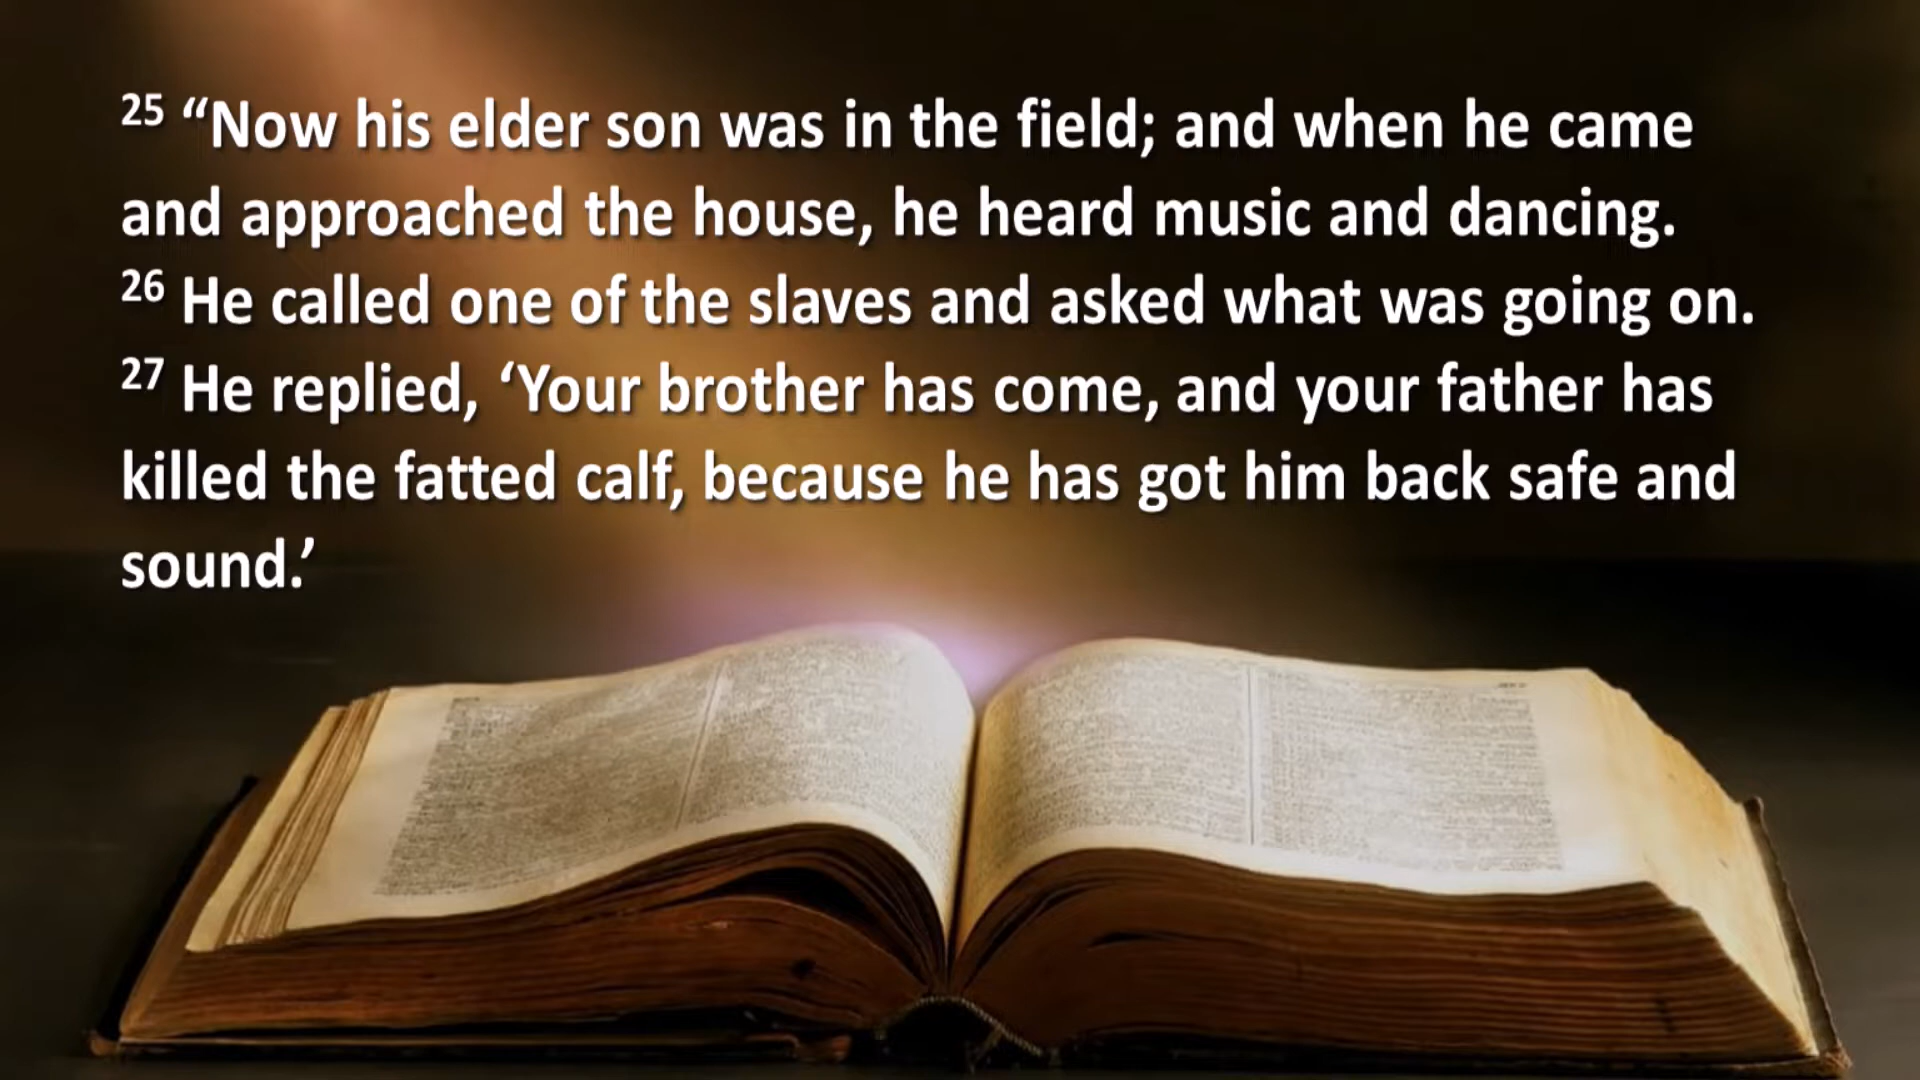 25 “Now his elder son was in the field; and when he came
and approached the house, he heard music and dancing.
26 He called one of the slaves and asked what was going on.
27 He replied, ‘Your brother has come, and your father has
killed the fatted calf, because he has got him back safe and
sound.’